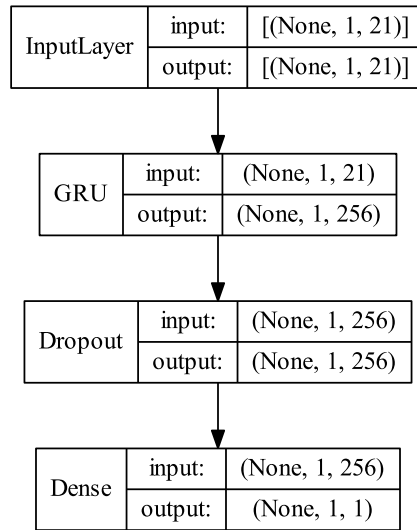 InputLayer
input: [(None, 1, 21)]
output: [(None, 1, 21)]
GRU
input: (None, 1, 21)
output: (None, 1, 256)
Dropout
input: (None, 1, 256)
output: (None, 1, 256)
Dense
input: (None, 1, 256)
output: (None, 1, 1)